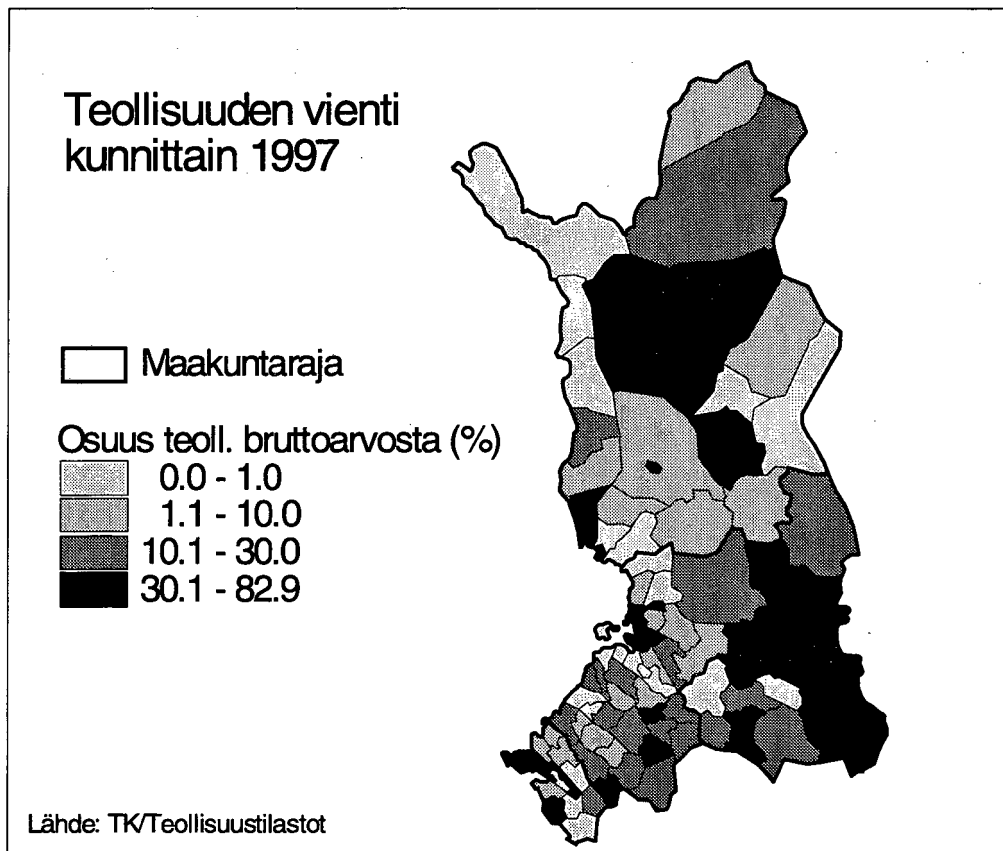 Teollisuuden vienti
kunnittain 1997
Maakuntaraja
Osuus teoll. bruttoarvosta (%)
0.0 - 1.0
1.1 - 10.0
10.1 - 30.0
30.1 - 82.9
Lähde: TK/Teollisuustilastot